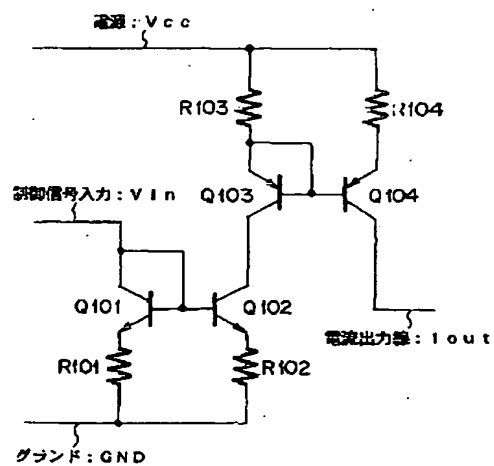 電源：Vcc
R103
R104
制御信号入力：VIn
Q103
Q104
Q101
Q102
電流出力線：Iout
R101
R102
グランド：GND